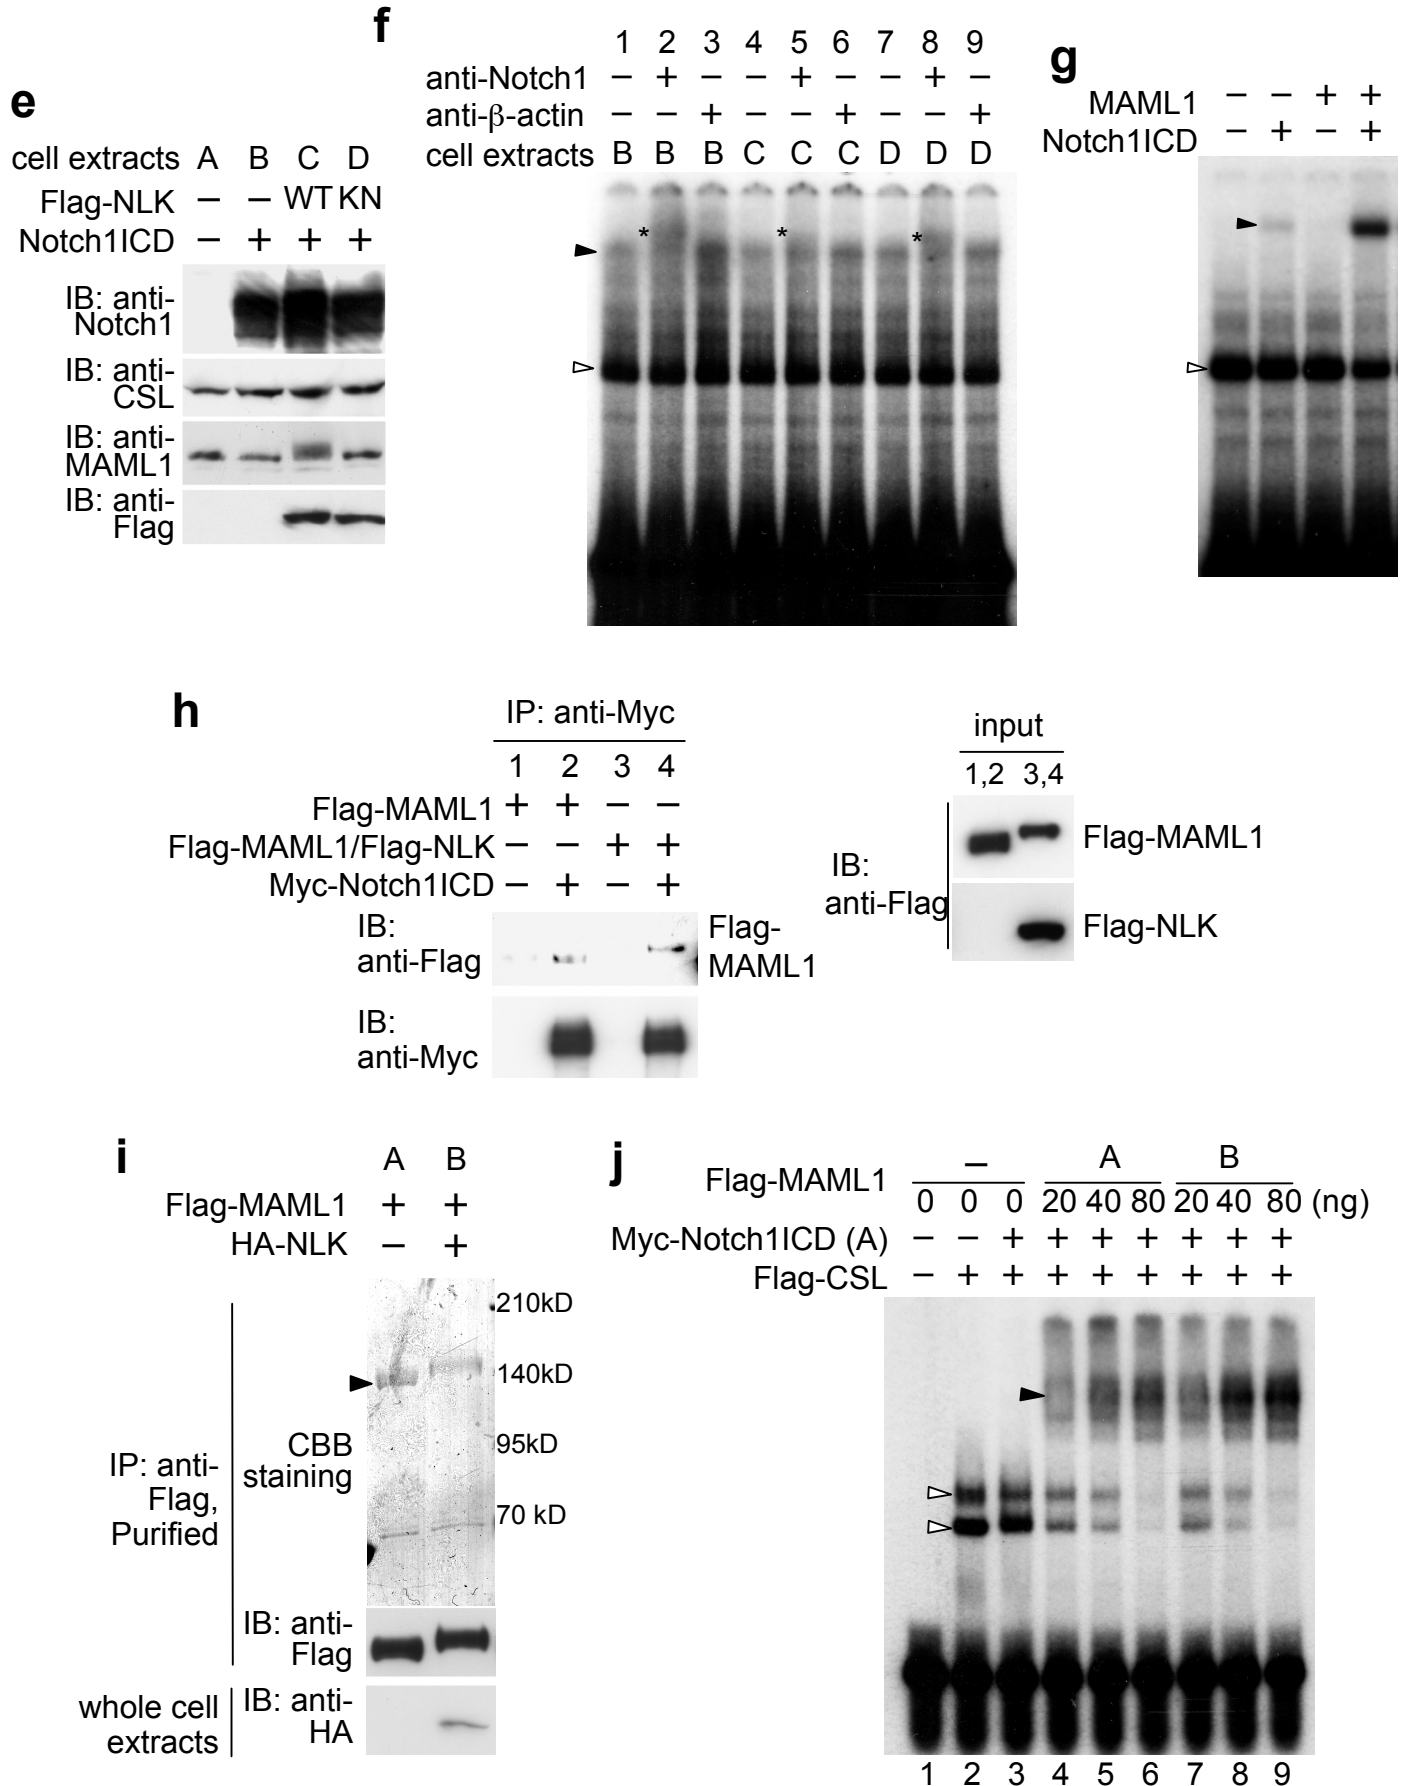 e
cell extracts A B C D
Flag-NLK − − WT KN
Notch1ICD − + + +
IB: anti-
Notch1
IB: anti-
CSL
IB: anti-
MAML1
IB: anti-
Flag
f
1 2 3 4 5 6 7 8 9
anti-Notch1 − + − − + − − + −
anti-β-actin − − + − − + − − +
cell extracts B B B C C C D D D
* * *
g
MAML1 − − + +
Notch1ICD − + − +
h
IP: anti-Myc
1 2 3 4
Flag-MAML1 + + − −
Flag-MAML1/Flag-NLK − − + +
Myc-Notch1ICD − + − +
IB:
anti-Flag
Flag-
MAML1
IB:
anti-Myc
input
1,2 3,4
IB:
anti-Flag
Flag-MAML1
Flag-NLK
i
A B
Flag-MAML1 + +
HA-NLK − +
210kD
140kD
95kD
70 kD
CBB
staining
IP: anti-
Flag,
Purified
IB: anti-
Flag
whole cell
extracts
IB: anti-
HA
j
− A B
Flag-MAML1 0 0 0 20 40 80 20 40 80 (ng)
Myc-Notch1ICD (A) − − + + + + + + +
Flag-CSL − + + + + + + + +
1 2 3 4 5 6 7 8 9